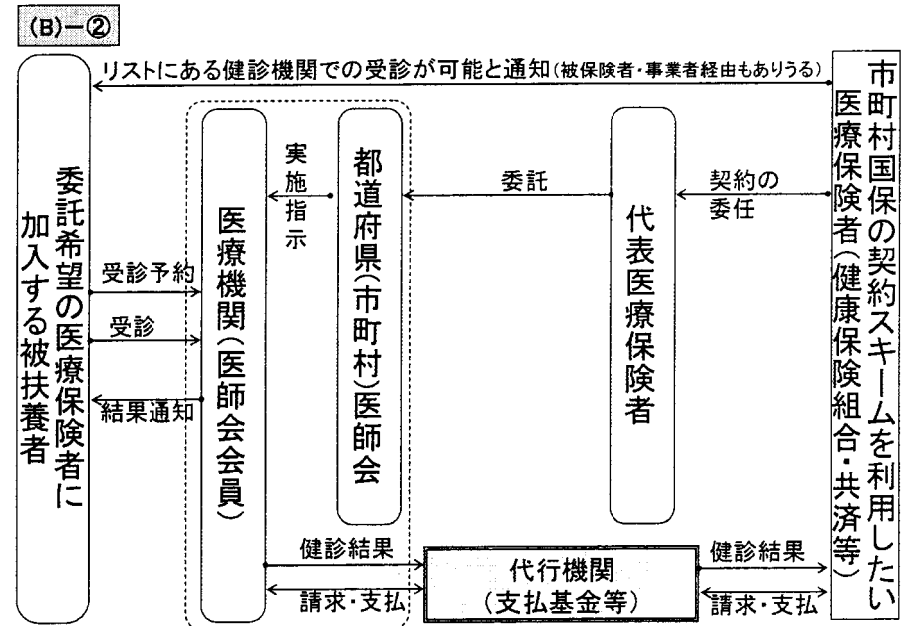 (B)-②
リストにある健診機関での受診が可能と通知(被保険者・事業者経由もありうる)
委託希望の医療保険者に
加入する被扶養者
受診予約
受診
結果通知
医療機関(医師会会員)
実施指示
都道府県(市町村)医師会
委託
代表医療保険者
契約の
委任
市町村国保の契約スキームを利用したい
医療保険者(健康保険組合・共済等)
健診結果
請求・支払
代行機関
(支払基金等)
健診結果
請求・支払